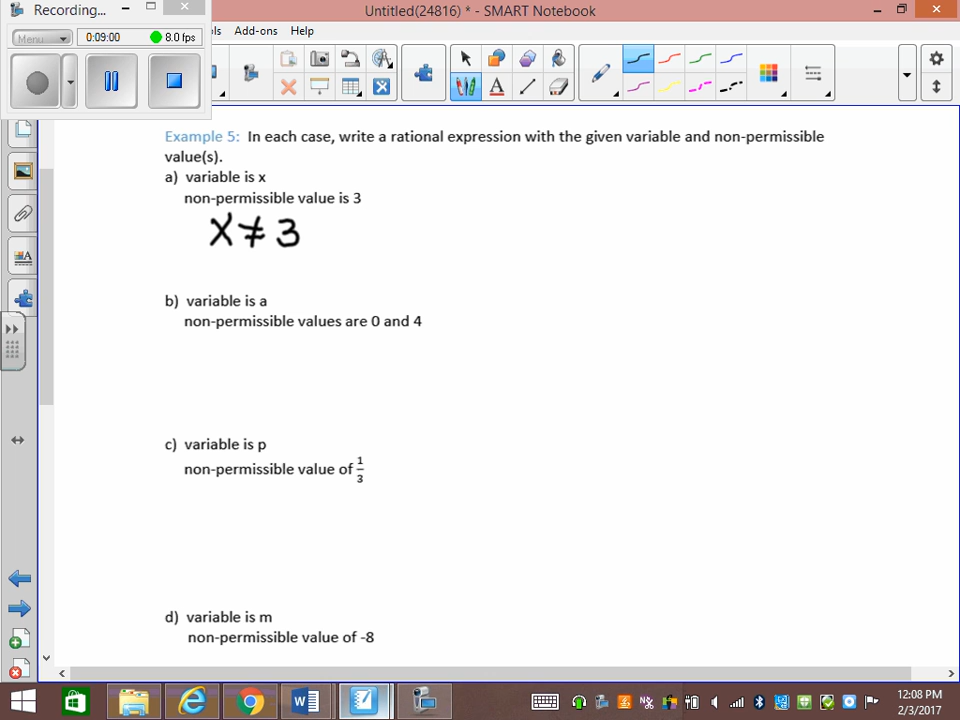 Recording...
Untitled(24816) * - SMART Notebook
Menu
0:09:00
8.0 fps
ols Add-ons Help
Example 5: In each case, write a rational expression with the given variable and non-permissible
value(s).
a) variable is x
non-permissible value is 3
x ≠ 3
b) variable is a
non-permissible values are 0 and 4
c) variable is p
non-permissible value of 1/3
d) variable is m
non-permissible value of -8
12:08 PM
2/3/2017